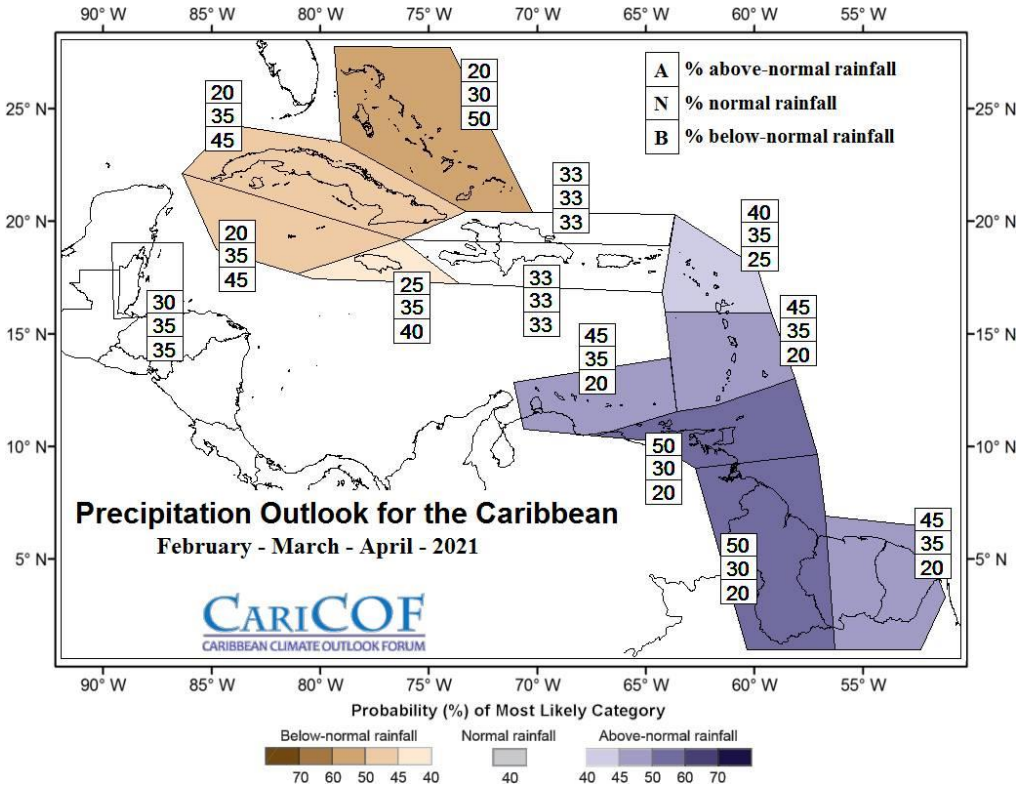 90° W 85° W 80° W 75° W 70° W 65° W 60° W 55° W
A % above-normal rainfall
N % normal rainfall
B % below-normal rainfall
20
30
50
20
35
45
25° N
25° N
33
33
33
40
35
25
20° N
20° N
20
35
45
25
35
40
33
33
33
30
35
35
45
35
20
45
35
20
15° N
15° N
10° N
10° N
50
30
20
Precipitation Outlook for the Caribbean
February - March - April - 2021
50
30
20
45
35
20
5° N
5° N
CARICOF
CARIBBEAN CLIMATE OUTLOOK FORUM
90° W 85° W 80° W 75° W 70° W 65° W 60° W 55° W
Probability (%) of Most Likely Category
Below-normal rainfall Normal rainfall Above-normal rainfall
70 60 50 45 40 40 40 45 50 60 70